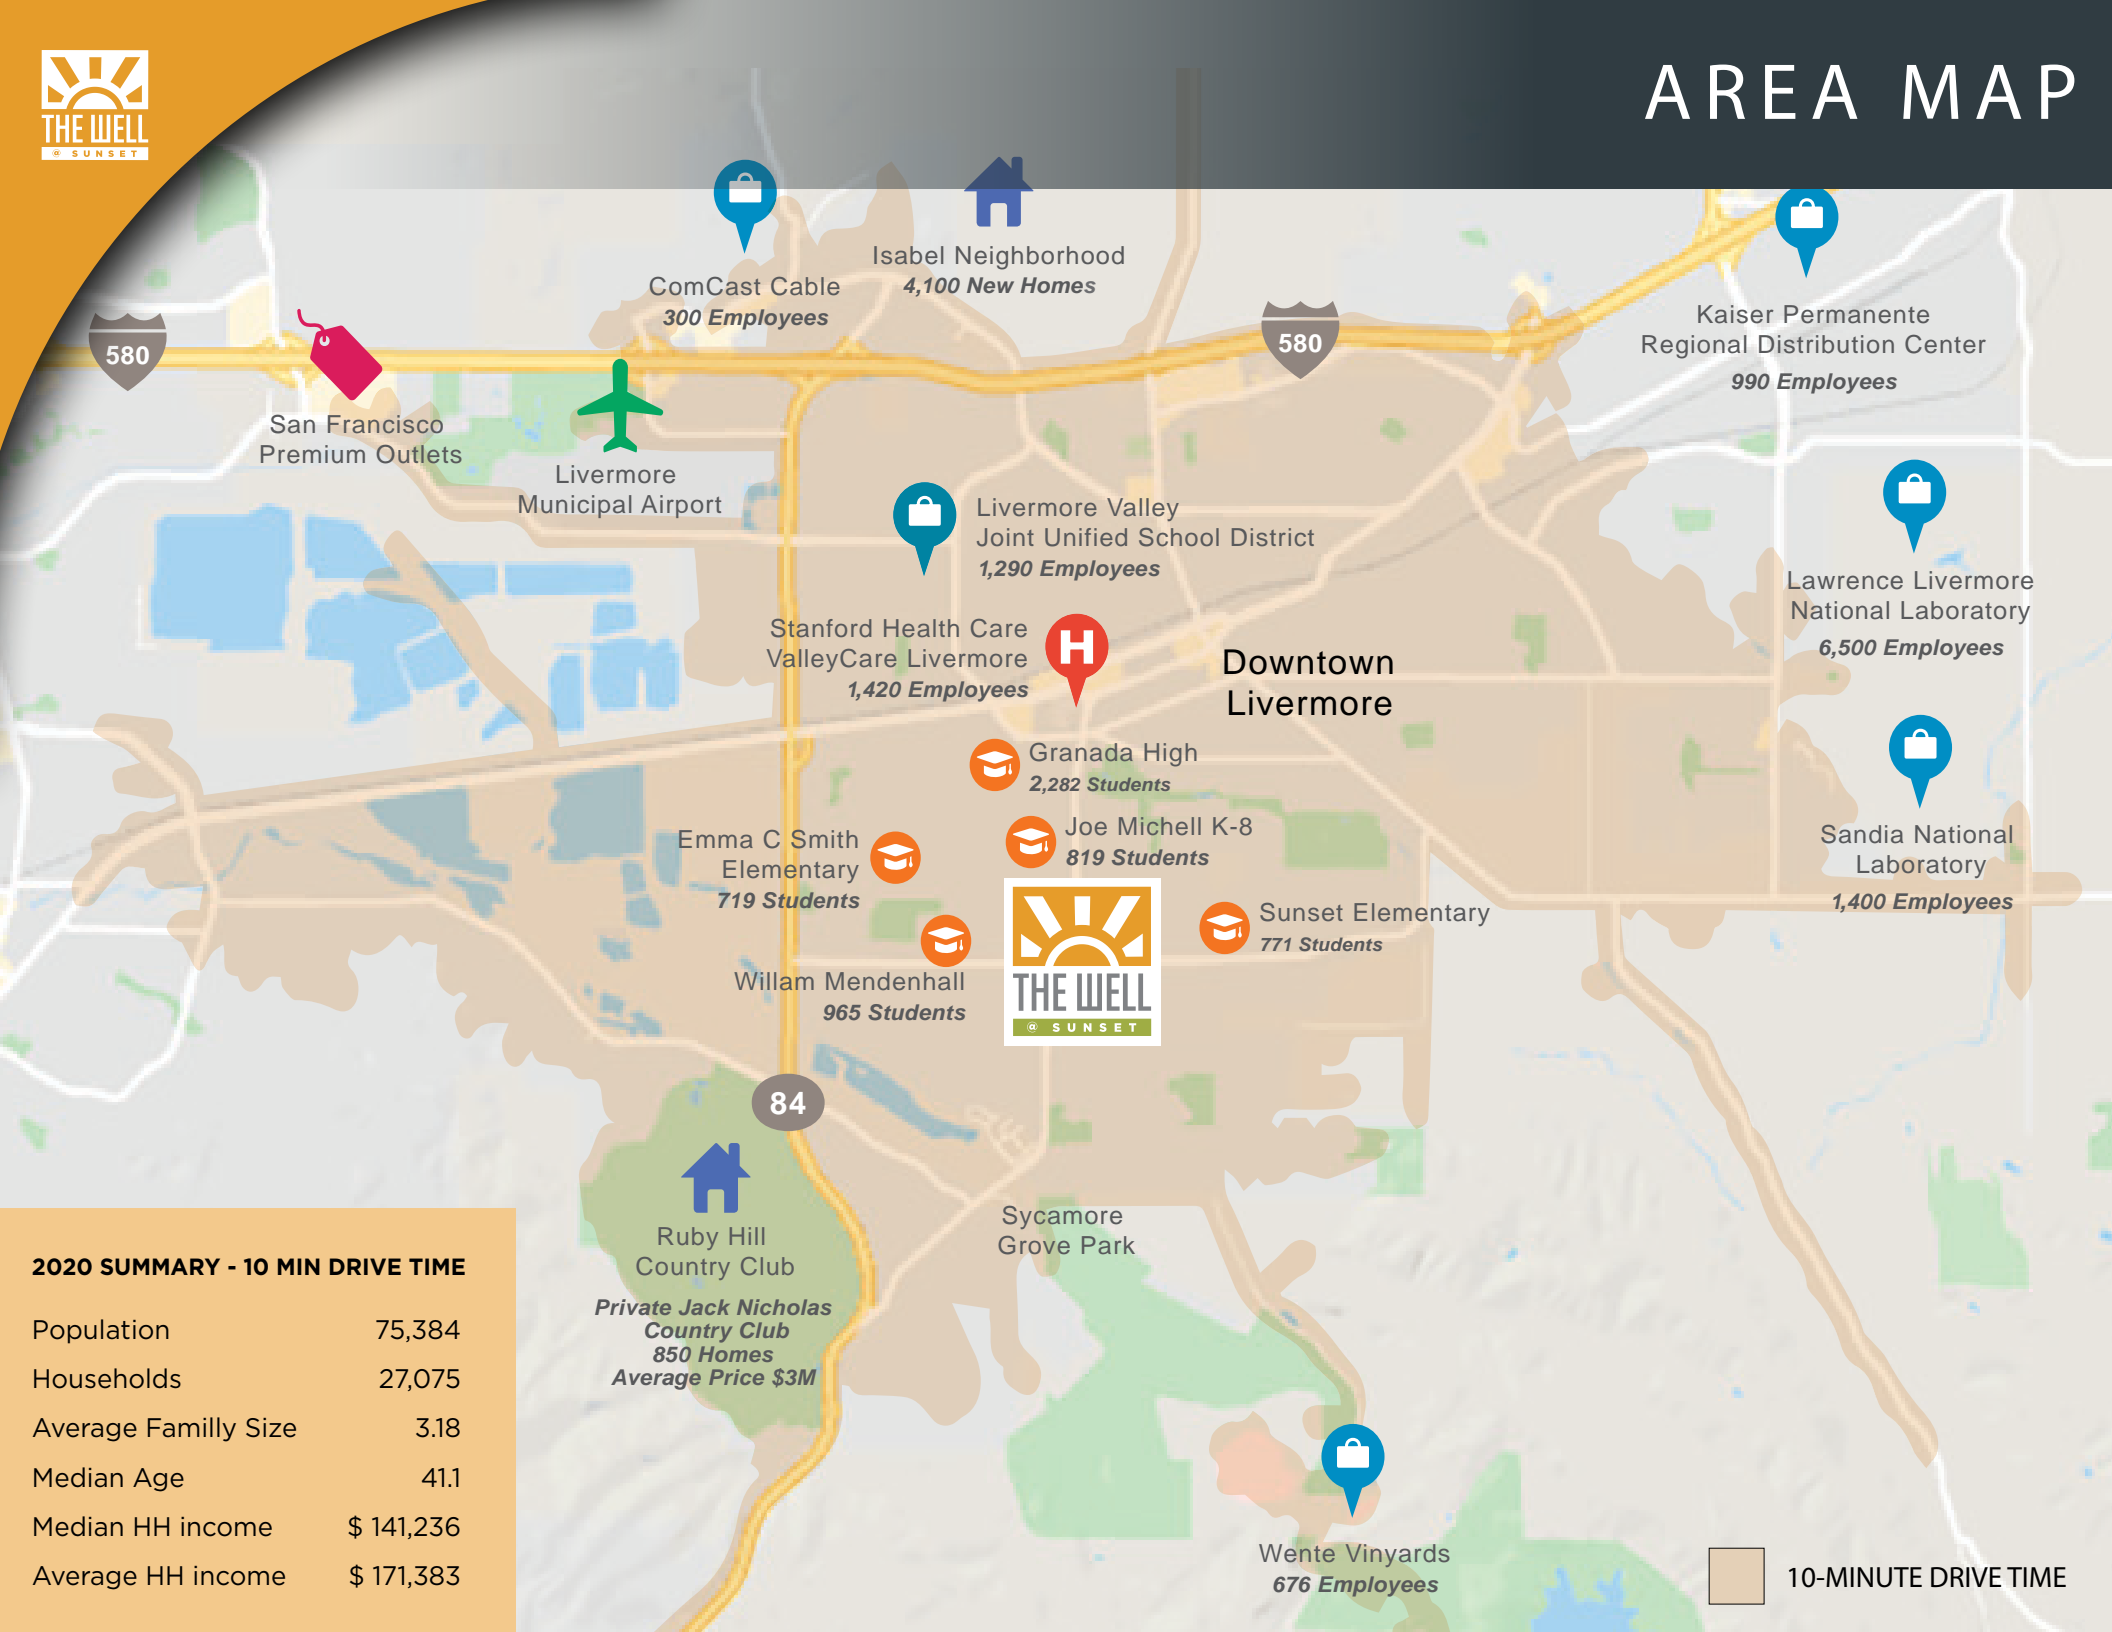 THE WELL
@ SUNSET
AREA MAP
Isabel Neighborhood
4,100 New Homes
ComCast Cable
300 Employees
Kaiser Permanente
Regional Distribution Center
990 Employees
580
580
San Francisco
Premium Outlets
Livermore
Municipal Airport
Livermore Valley
Joint Unified School District
1,290 Employees
Lawrence Livermore
National Laboratory
6,500 Employees
Stanford Health Care
ValleyCare Livermore
1,420 Employees
H
Downtown
Livermore
Granada High
2,282 Students
Joe Michell K-8
819 Students
Emma C Smith
Elementary
719 Students
Sandia National
Laboratory
1,400 Employees
Sunset Elementary
771 Students
Willam Mendenhall
965 Students
THE WELL
@ SUNSET
84
Ruby Hill
Country Club
Private Jack Nicholas
Country Club
850 Homes
Average Price $3M
Sycamore
Grove Park
Wente Vinyards
676 Employees
2020 SUMMARY - 10 MIN DRIVE TIME
Population 75,384
Households 27,075
Average Familly Size 3.18
Median Age 41.1
Median HH income $ 141,236
Average HH income $ 171,383
10-MINUTE DRIVE TIME